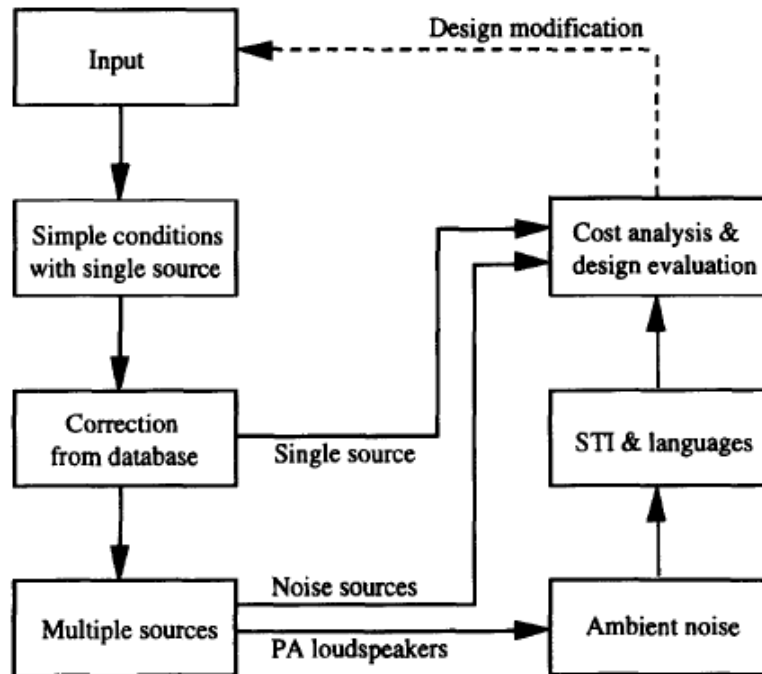 Design modification
Input
Simple conditions
with single source
Cost analysis &
design evaluation
Correction
from database
Single source
STI & languages
Noise sources
Multiple sources
PA loudspeakers
Ambient noise